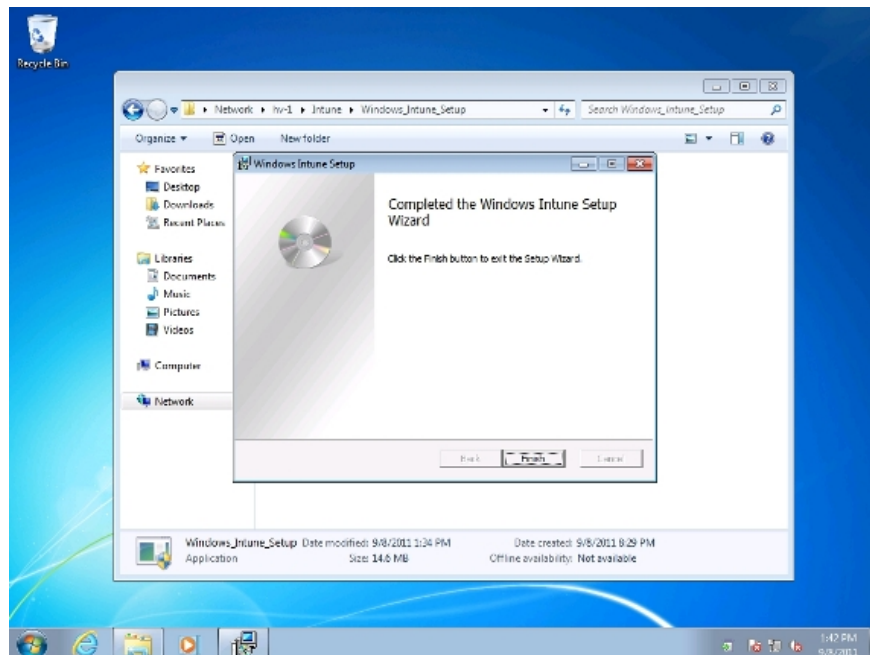 Recycle Bin
Network ▸ hv-1 ▸ Intune ▸ Windows_Intune_Setup
Search Windows_Intune_Setup
Organize
Open
New folder
Favorites
Desktop
Downloads
Recent Places
Libraries
Documents
Music
Pictures
Videos
Computer
Network
Windows Intune Setup
Completed the Windows Intune Setup
Wizard
Click the Finish button to exit the Setup Wizard.
Back
Finish
Cancel
Windows_Intune_Setup Date modified: 9/8/2011 1:34 PM Date created: 9/8/2011 8:29 PM
Application Size: 14.6 MB Offline availability: Not available
1:42 PM
9/8/2011